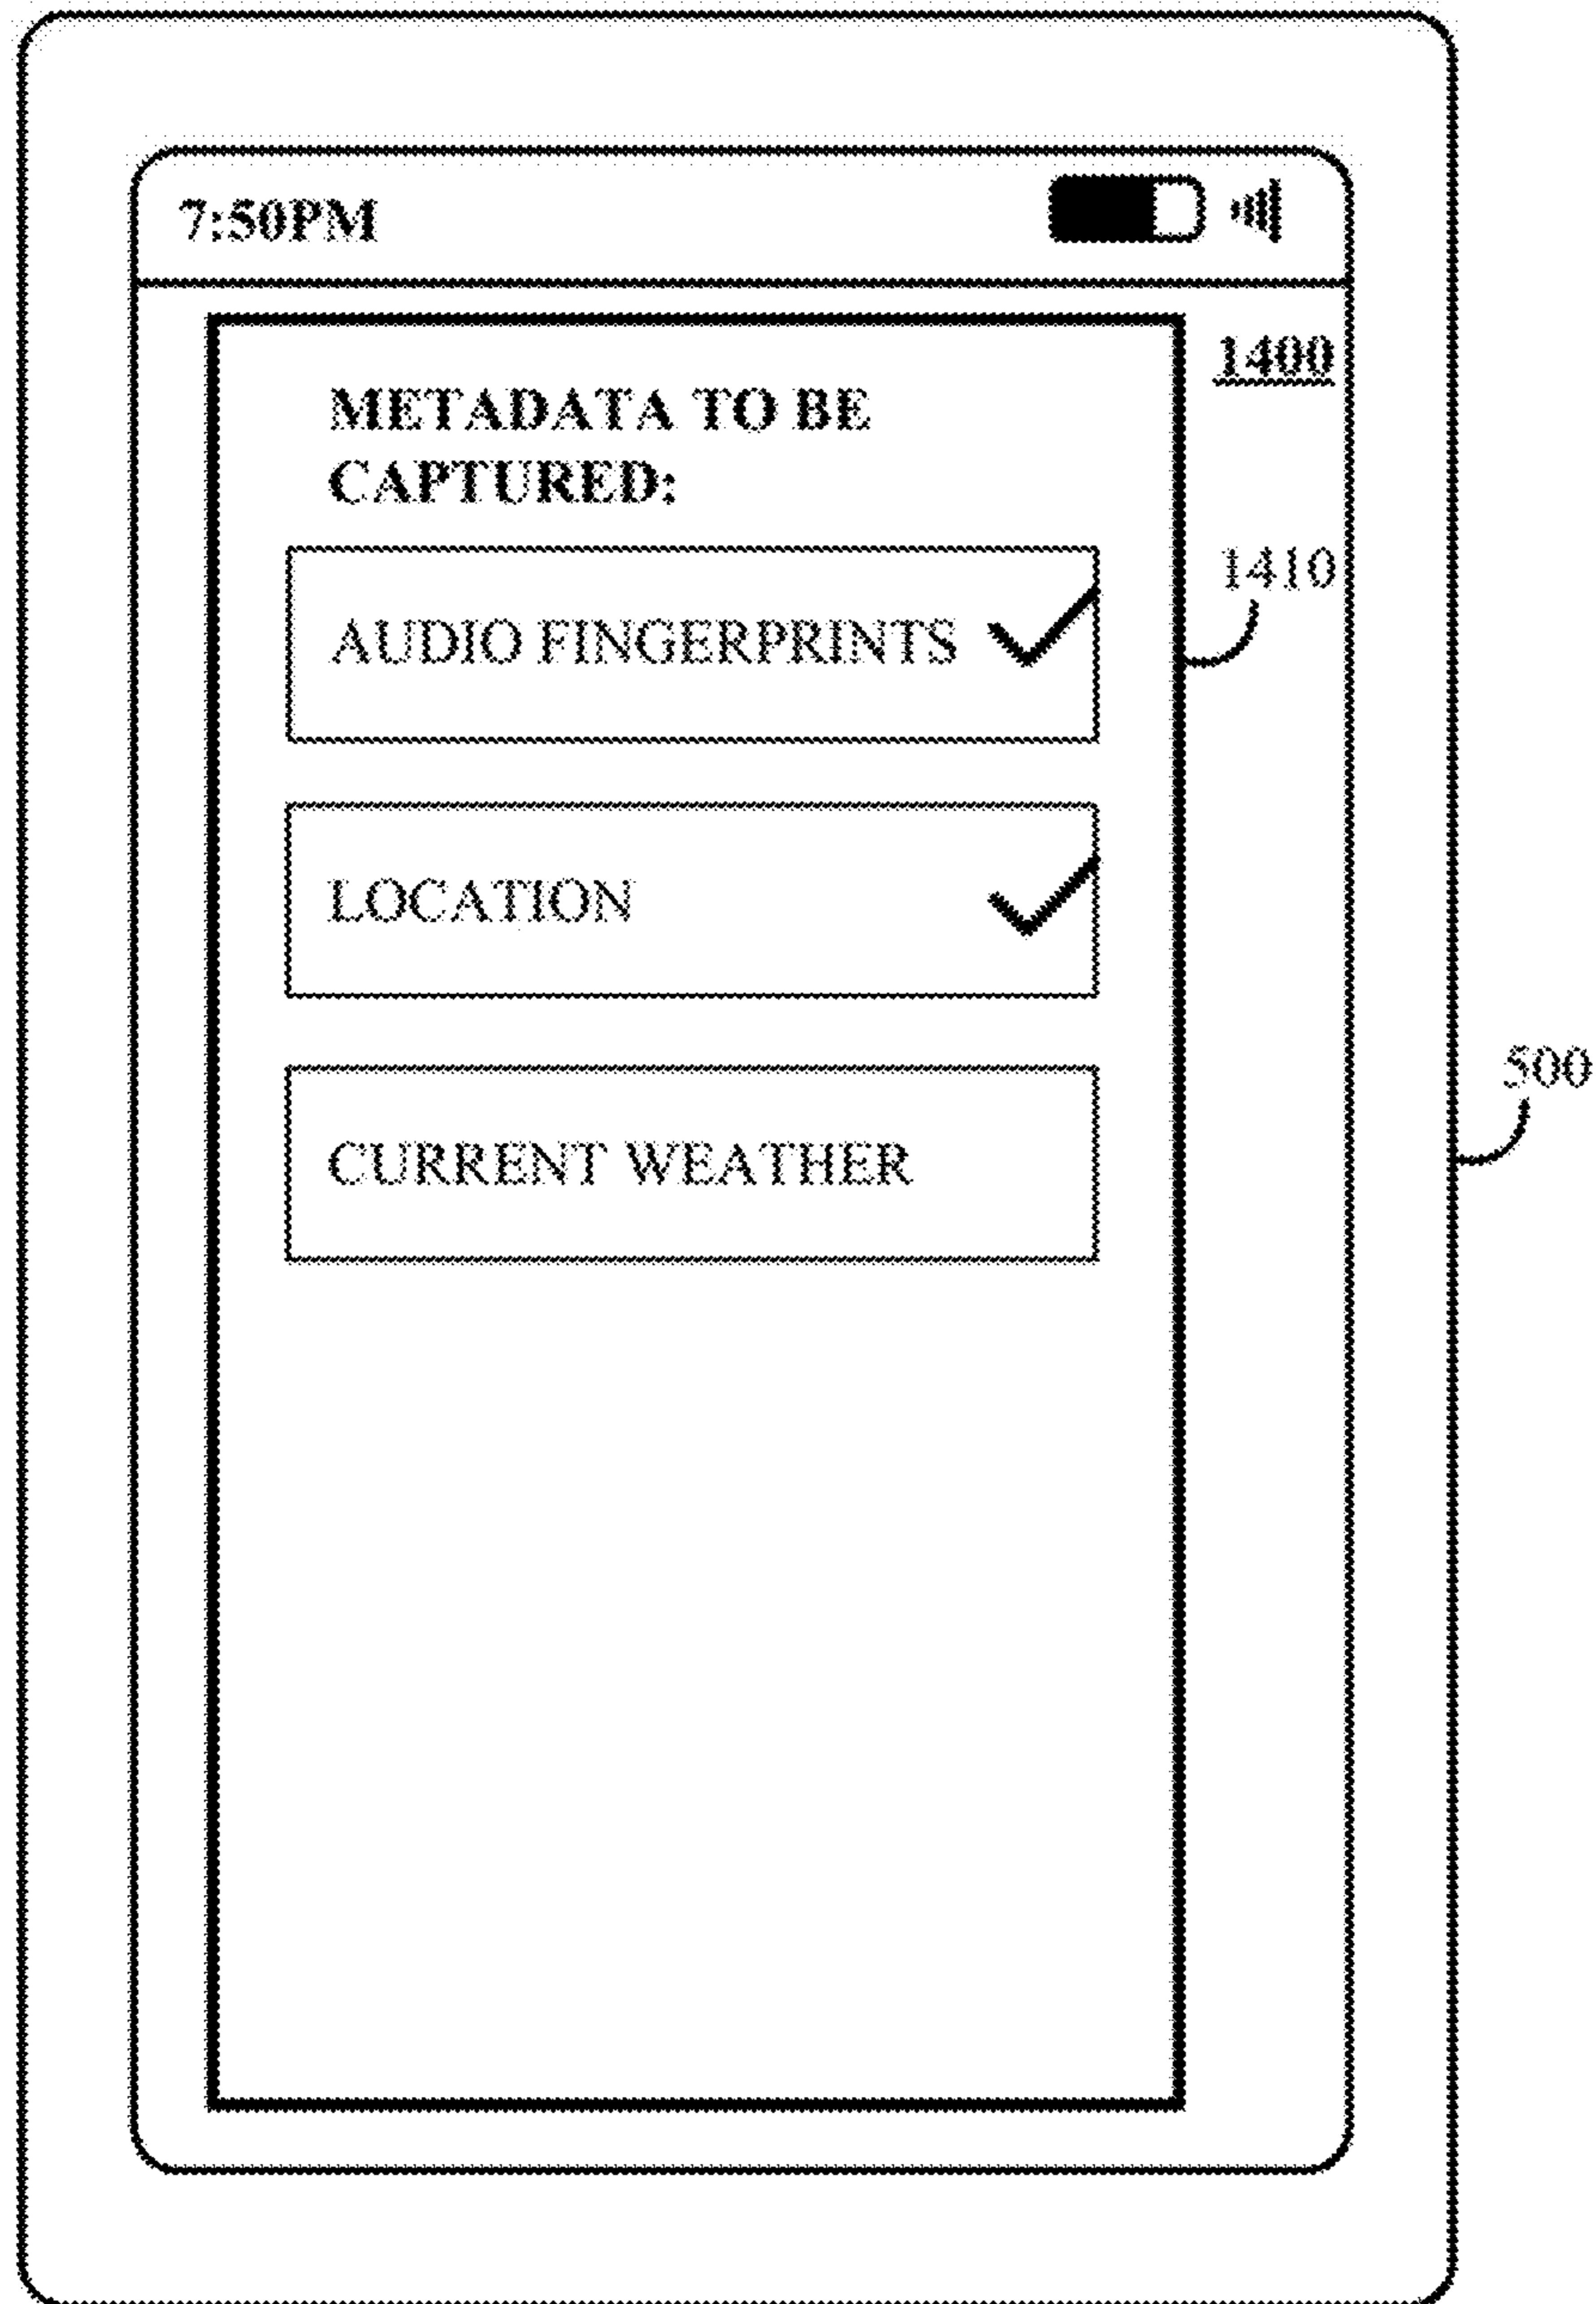 7:50PM
1400
METADATA TO BE
CAPTURED:
1410
AUDIO FINGERPRINTS
LOCATION
500
CURRENT WEATHER